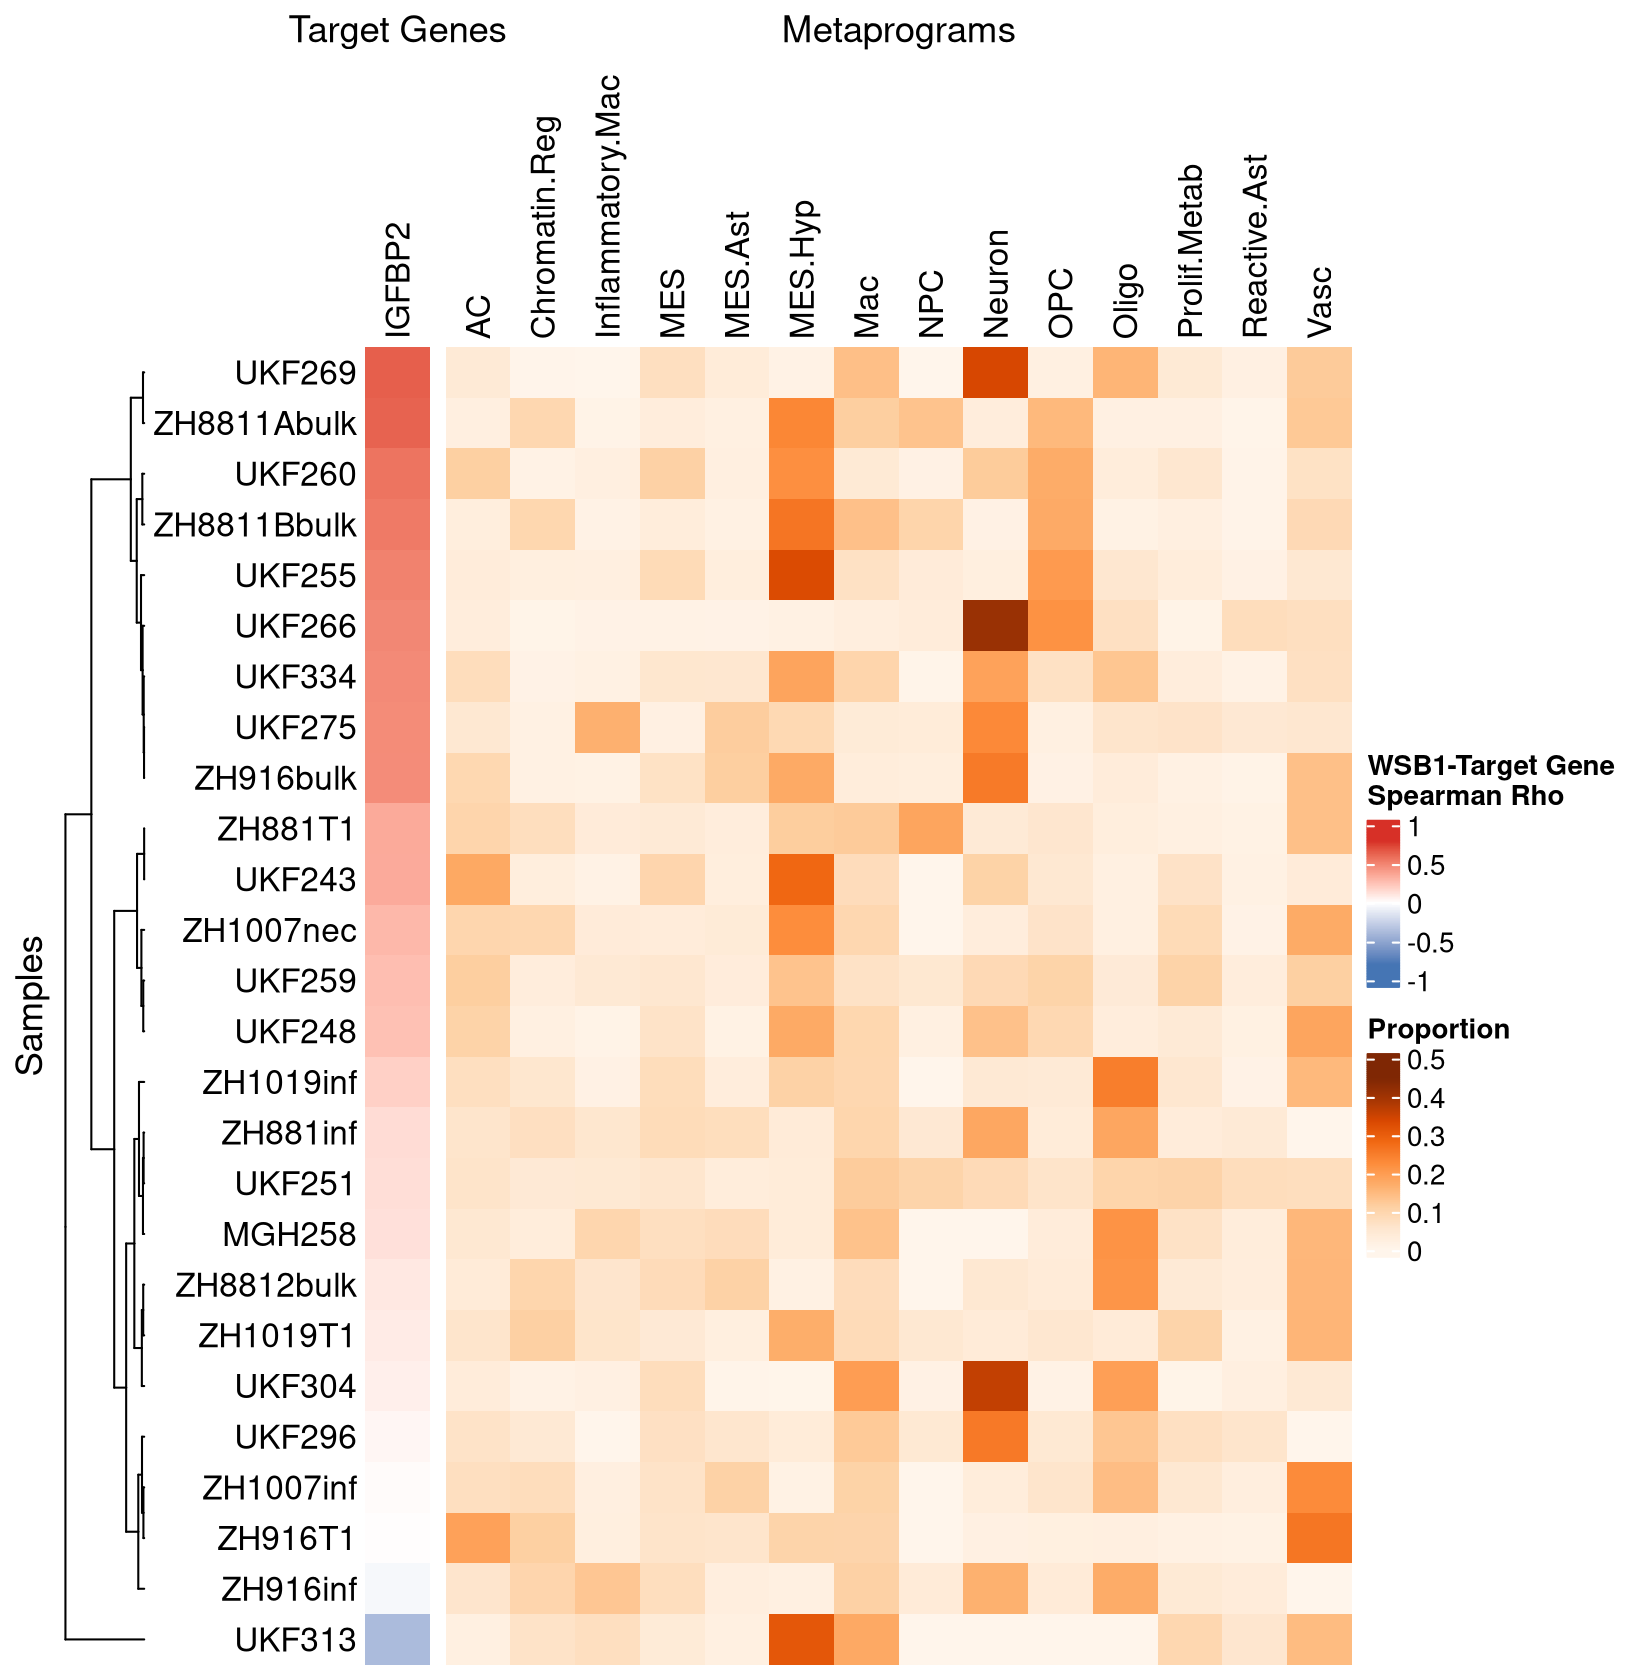 Target Genes
Metaprograms
IGFBP2
AC
Chromatin.Reg
Inflammatory.Mac
MES
MES.Ast
MES.Hyp
Mac
NPC
Neuron
OPC
Oligo
Prolif.Metab
Reactive.Ast
Vasc
Samples
UKF269
ZH8811Abulk
UKF260
ZH8811Bbulk
UKF255
UKF266
UKF334
UKF275
ZH916bulk
ZH881T1
UKF243
ZH1007nec
UKF259
UKF248
ZH1019inf
ZH881inf
UKF251
MGH258
ZH8812bulk
ZH1019T1
UKF304
UKF296
ZH1007inf
ZH916T1
ZH916inf
UKF313
WSB1-Target Gene
Spearman Rho
1
0.5
0
-0.5
-1
Proportion
0.5
0.4
0.3
0.2
0.1
0